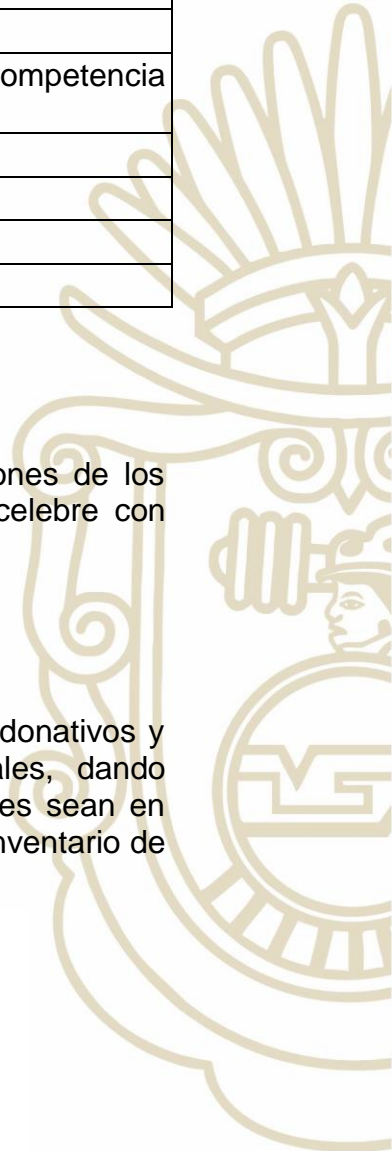 ompetencia
ones de los
celebre con
donativos y
ales, dando
es sean en
nventario de